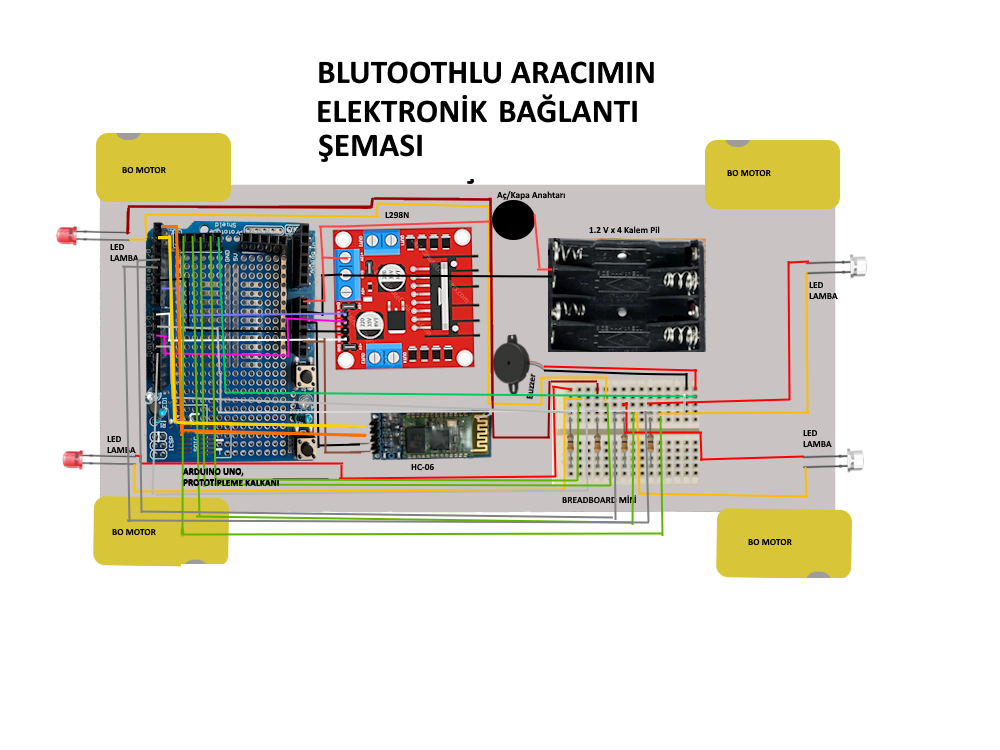 BLUTOOTHLU ARACIMIN
ELEKTRONİK BAĞLANTI
ŞEMASI
BO MOTOR
BO MOTOR
Aç/Kapa Anahtarı
L298N
1.2 V x 4 Kalem Pil
LED
LAMBA
LED
LAMBA
Buzzer
LED
LAMBA
LED
LAMBA
HC-06
ARDUINO UNO,
PROTOTİPLEME KALKANI
BREADBOARD MİNİ
BO MOTOR
BO MOTOR